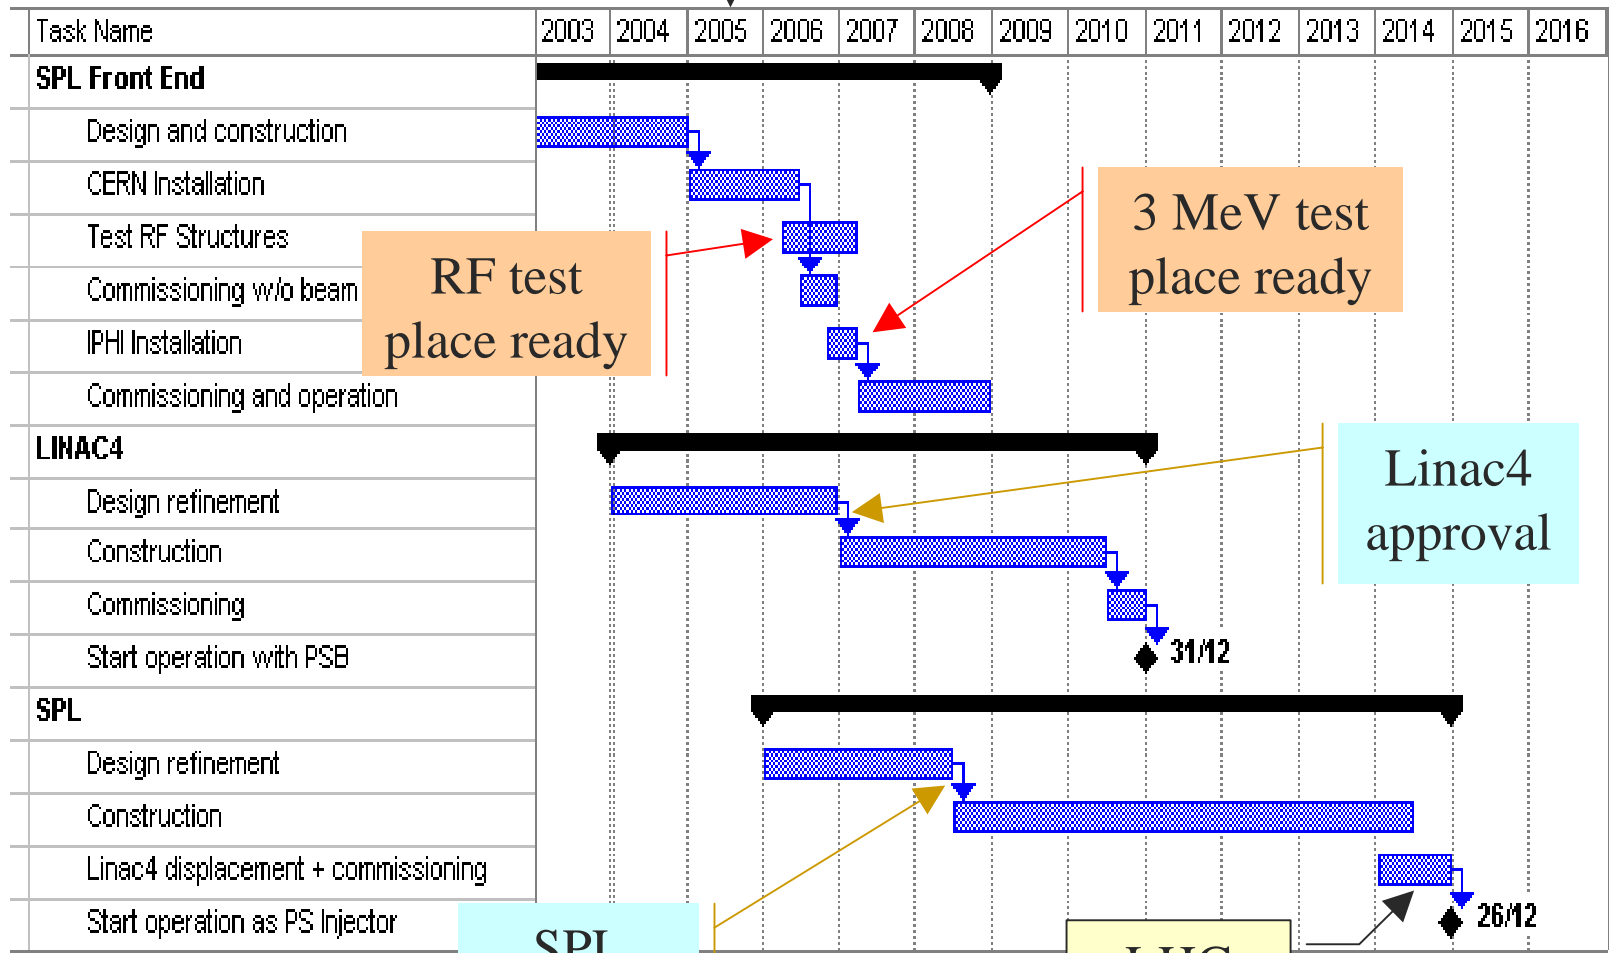 Task Name 2003 2004 2005 2006 2007 2008 2009 2010 2011 2012 2013 2014 2015 2016
SPL Front End
Design and construction
CERN Installation
Test RF Structures
Commissioning w/o beam
IPHI Installation
Commissioning and operation
RF test
place ready
3 MeV test
place ready
LINAC4
Design refinement
Construction
Commissioning
Start operation with PSB
31/12
Linac4
approval
SPL
Design refinement
Construction
Linac4 displacement + commissioning
Start operation as PS Injector
26/12
SPL
LHC